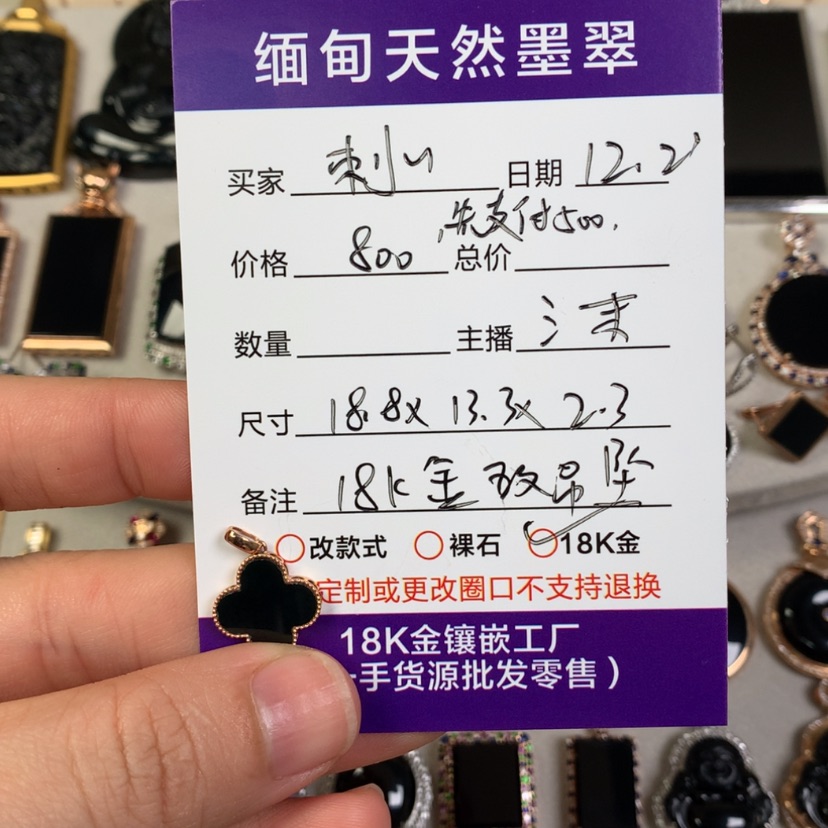 缅甸天然墨翠
买家 刺 日期 12.2
先支付500,
价格 800 总价
数量 主播 沫
尺寸 18.8x 13.3x 2.3
备注 18K金 改吊坠
改款式 裸石 18K金
定制或更改圈口不支持退换
18K金镶嵌工厂
手货源批发零售）